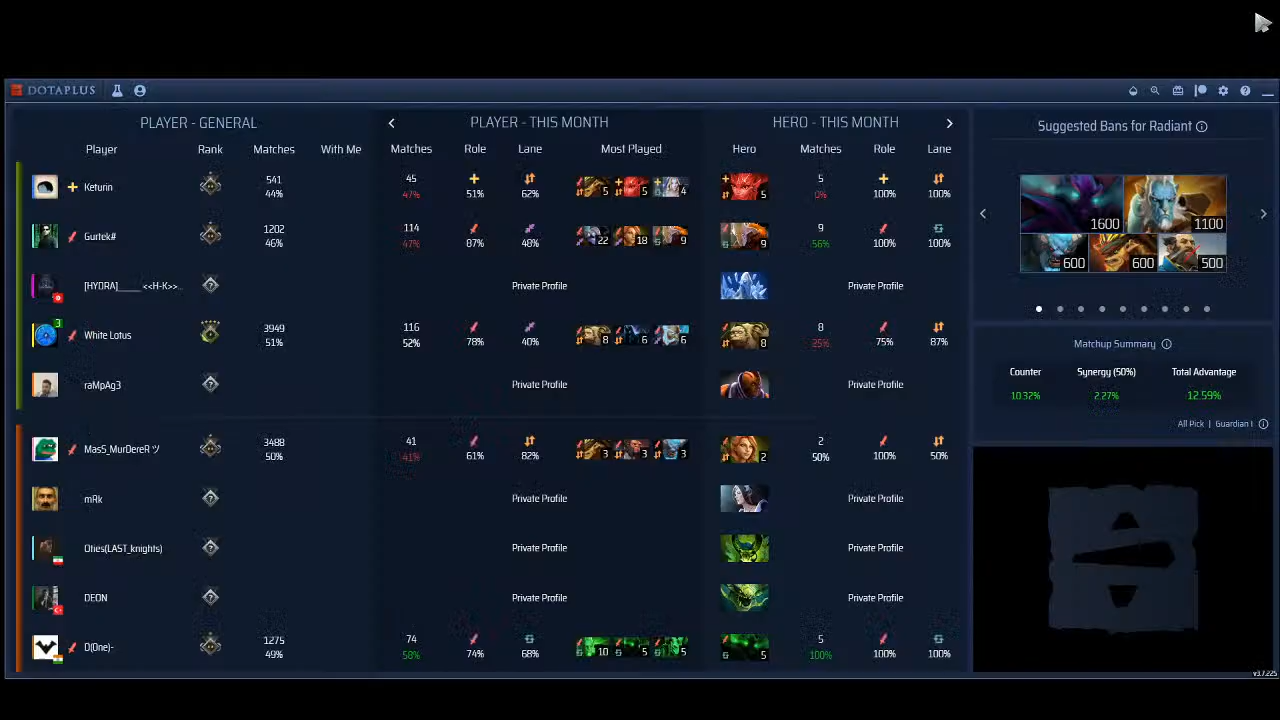 DOTAPLUS
PLAYER - GENERAL
PLAYER - THIS MONTH
HERO - THIS MONTH
Player Rank Matches With Me Matches Role Lane Most Played Hero Matches Role Lane
Keturin 541 44% 45 47% 51% 62% 5 5 4 5 5 0% 100% 100%
Gurtek# 1202 46% 114 47% 87% 48% 22 18 9 9 9 56% 100% 100%
[HYDRA]____ <<H-K>>... Private Profile Private Profile
3 White Lotus 3949 51% 116 52% 78% 40% 8 6 6 8 8 25% 75% 87%
raMpAg3 Private Profile Private Profile
MasS_MurDereR ツ 3488 50% 41 41% 61% 82% 3 3 3 2 2 50% 100% 50%
mRk Private Profile Private Profile
Oties(LAST_knights) Private Profile Private Profile
DEON Private Profile Private Profile
D(One)- 1275 49% 74 58% 74% 68% 10 5 5 5 5 100% 100% 100%
Suggested Bans for Radiant
1600 1100
600 600 500
Matchup Summary
Counter Synergy (50%) Total Advantage
10.32% 2.27% 12.59%
All Pick | Guardian I
v3.7.225